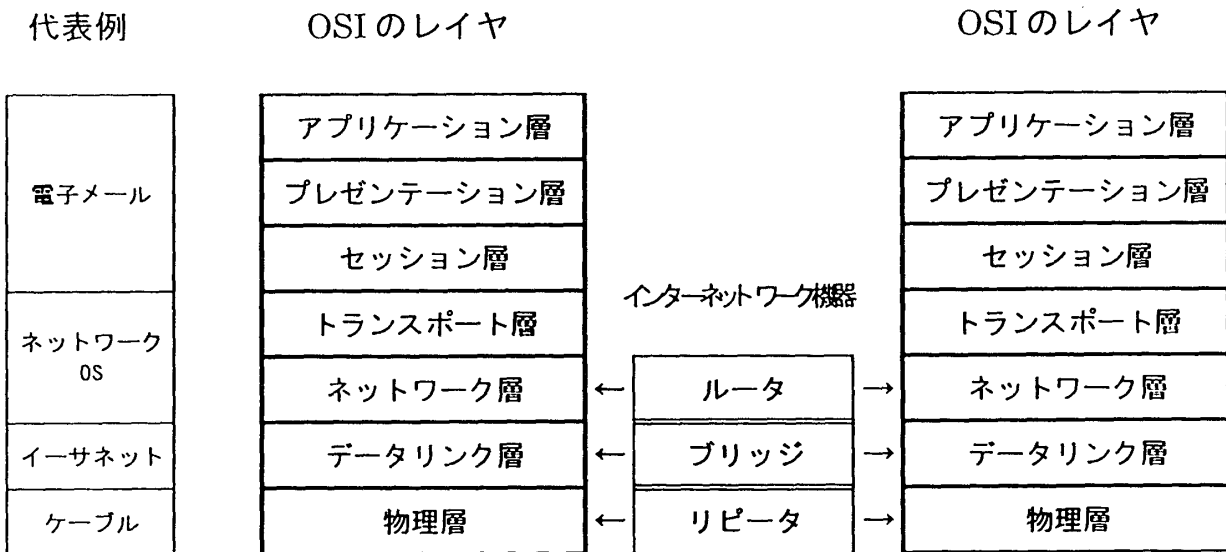 代表例
OSIのレイヤ
OSIのレイヤ
電子メール
ネットワーク
OS
イーサネット
ケーブル
アプリケーション層
プレゼンテーション層
セッション層
トランスポート層
ネットワーク層
データリンク層
物理層
インターネットワーク機器
← ルータ →
← ブリッジ →
← リピータ →
アプリケーション層
プレゼンテーション層
セッション層
トランスポート層
ネットワーク層
データリンク層
物理層